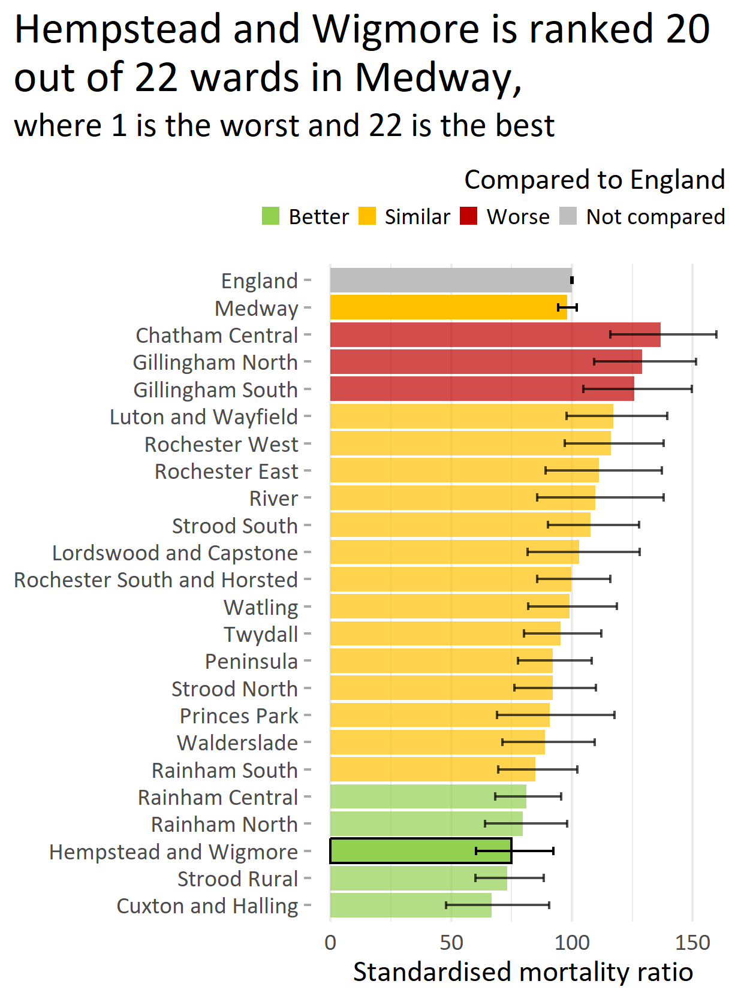 Hempstead and Wigmore is ranked 20
out of 22 wards in Medway,
where 1 is the worst and 22 is the best
Compared to England
Better Similar Worse Not compared
England
Medway
Chatham Central
Gillingham North
Gillingham South
Luton and Wayfield
Rochester West
Rochester East
River
Strood South
Lordswood and Capstone
Rochester South and Horsted
Watling
Twydall
Peninsula
Strood North
Princes Park
Walderslade
Rainham South
Rainham Central
Rainham North
Hempstead and Wigmore
Strood Rural
Cuxton and Halling
0 50 100 150
Standardised mortality ratio